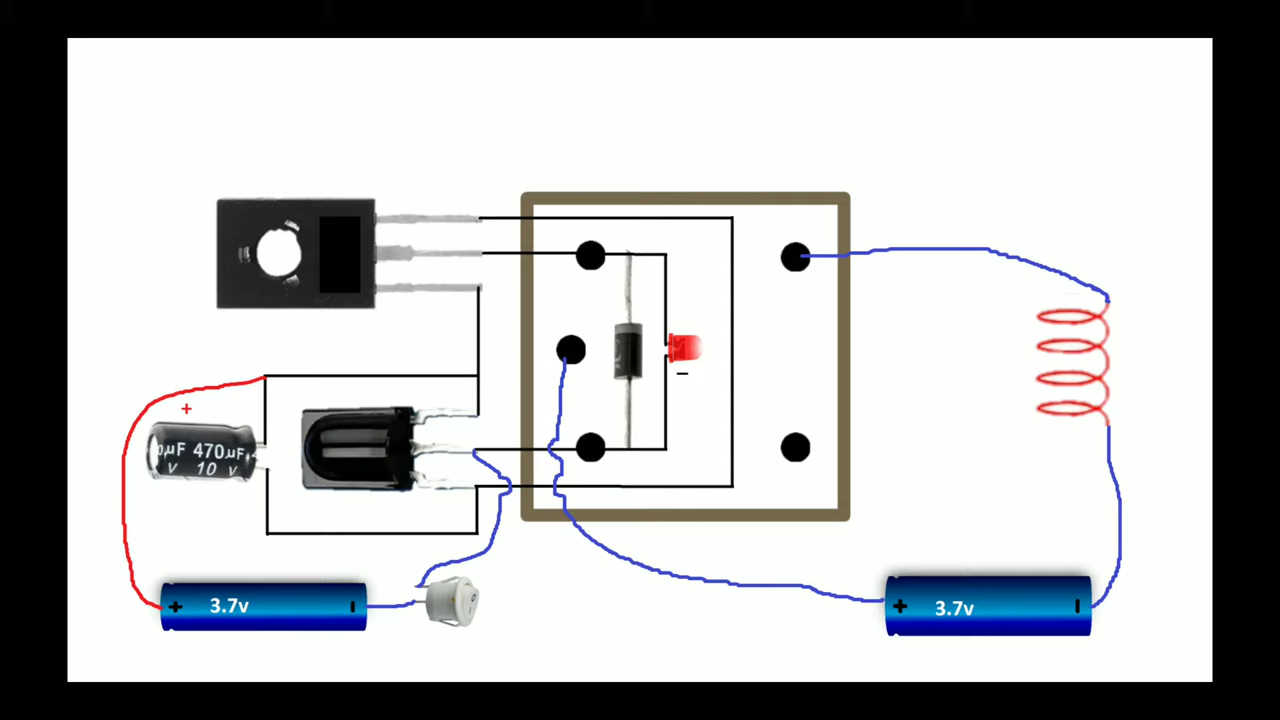 +
µF 470µF
V 10 V
-
+ 3.7v -
+ 3.7v -